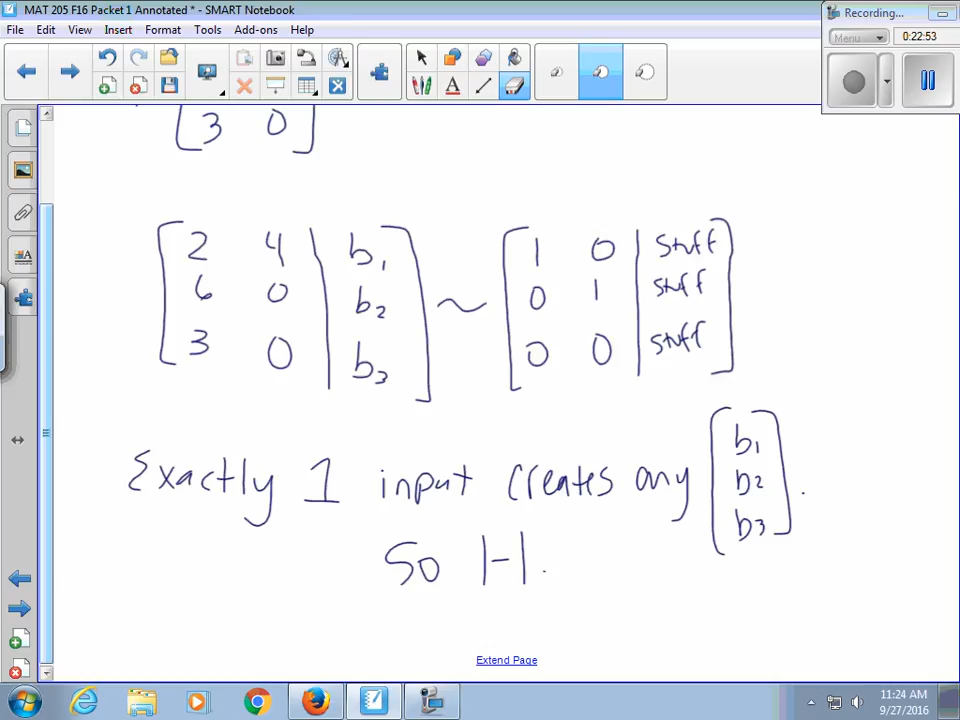 MAT 205 F16 Packet 1 Annotated * - SMART Notebook
File Edit View Insert Format Tools Add-ons Help
Recording...
Menu
0:22:53
3 0
2 4 b1 ~ 1 0 stuff
6 0 b2 0 1 stuff
3 0 b3 0 0 stuff
Exactly 1 input creates any [b1 b2 b3].
So 1-1.
Extend Page
11:24 AM
9/27/2016